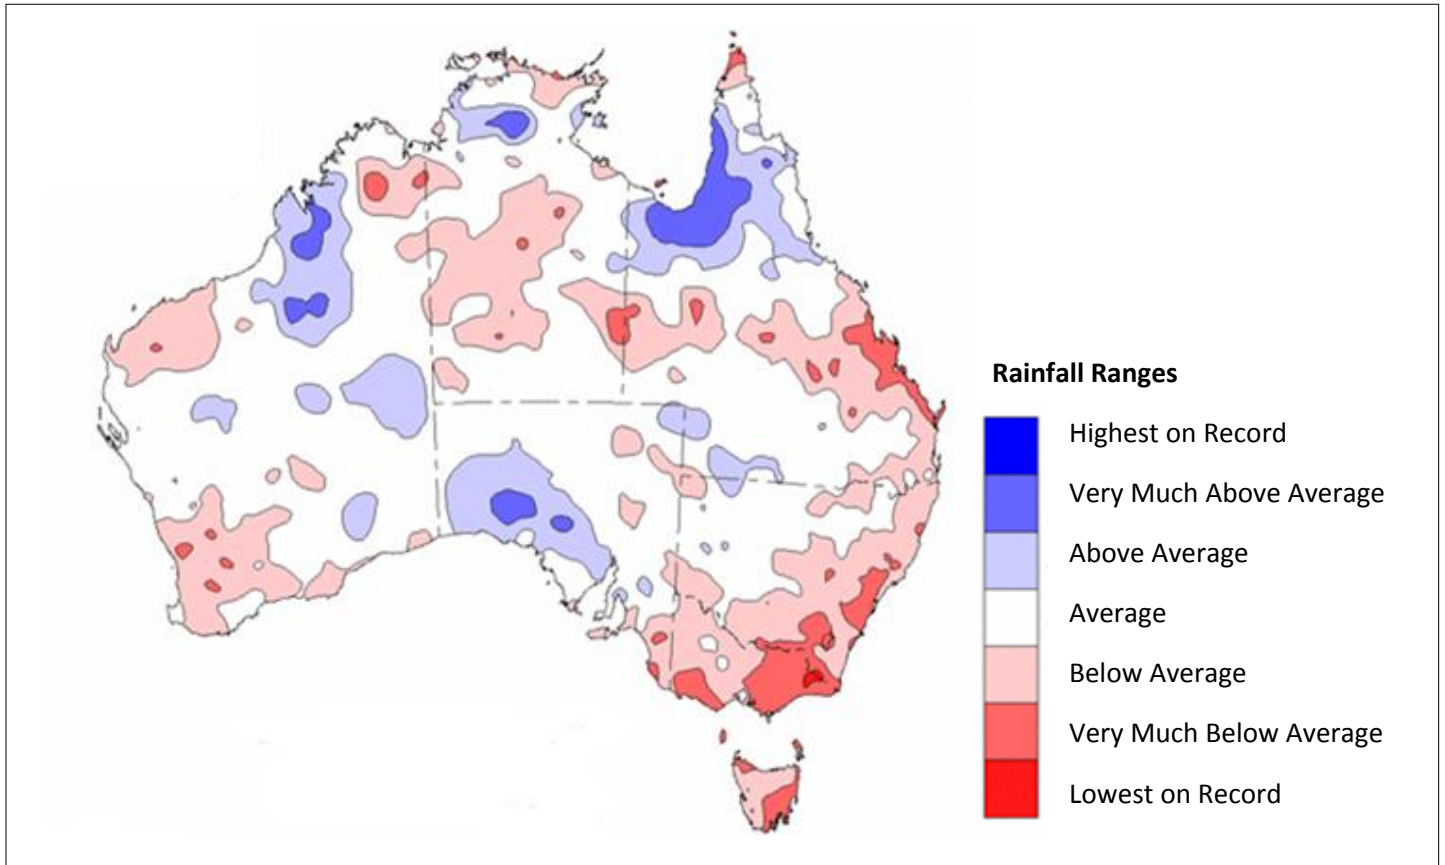 Rainfall Ranges
Highest on Record
Very Much Above Average
Above Average
Average
Below Average
Very Much Below Average
Lowest on Record